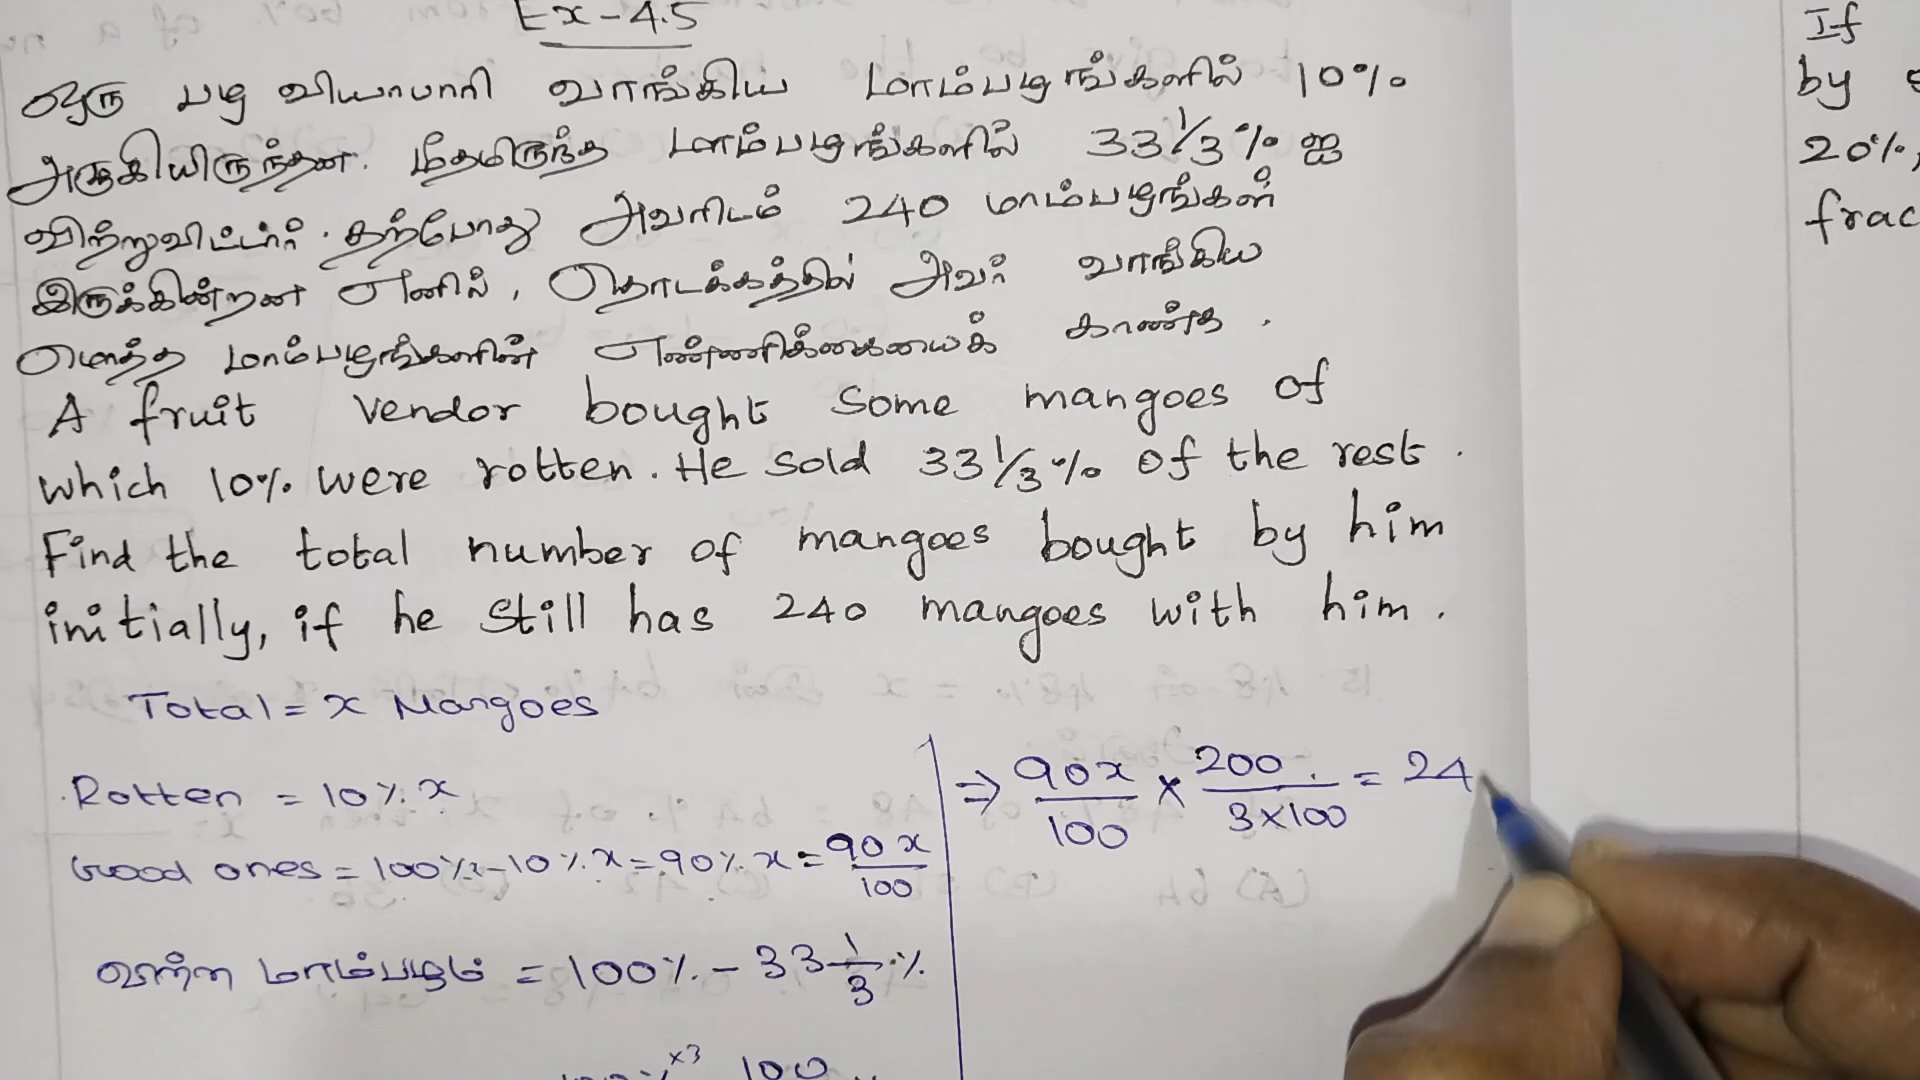 Ex-4.5
ஒரு பழ வியாபாரி வாங்கிய மாம்பழங்களில் 10%
அழுகியிருந்தன. மீதமிருந்த மாம்பழங்களில் 33 1/3 % ஐ
விற்றுவிட்டார். தற்போது அவரிடம் 240 மாம்பழங்கள்
இருக்கின்றன எனில், தொடக்கத்தில் அவர் வாங்கிய
மொத்த மாம்பழங்களின் எண்ணிக்கையைக் காண்க.
A fruit vendor bought some mangoes of
which 10% were rotten. He sold 33 1/3 % of the rest.
Find the total number of mangoes bought by him
initially, if he still has 240 mangoes with him.
Total = x Mangoes
Rotten = 10% x
Good ones = 100% x - 10% x = 90% x = 90 x / 100
விற்ற மாம்பழம் = 100% - 33 1/3 %
x3 100
⇒ 90x / 100 × 200 / 3×100 = 24
If
by
20%,
frac